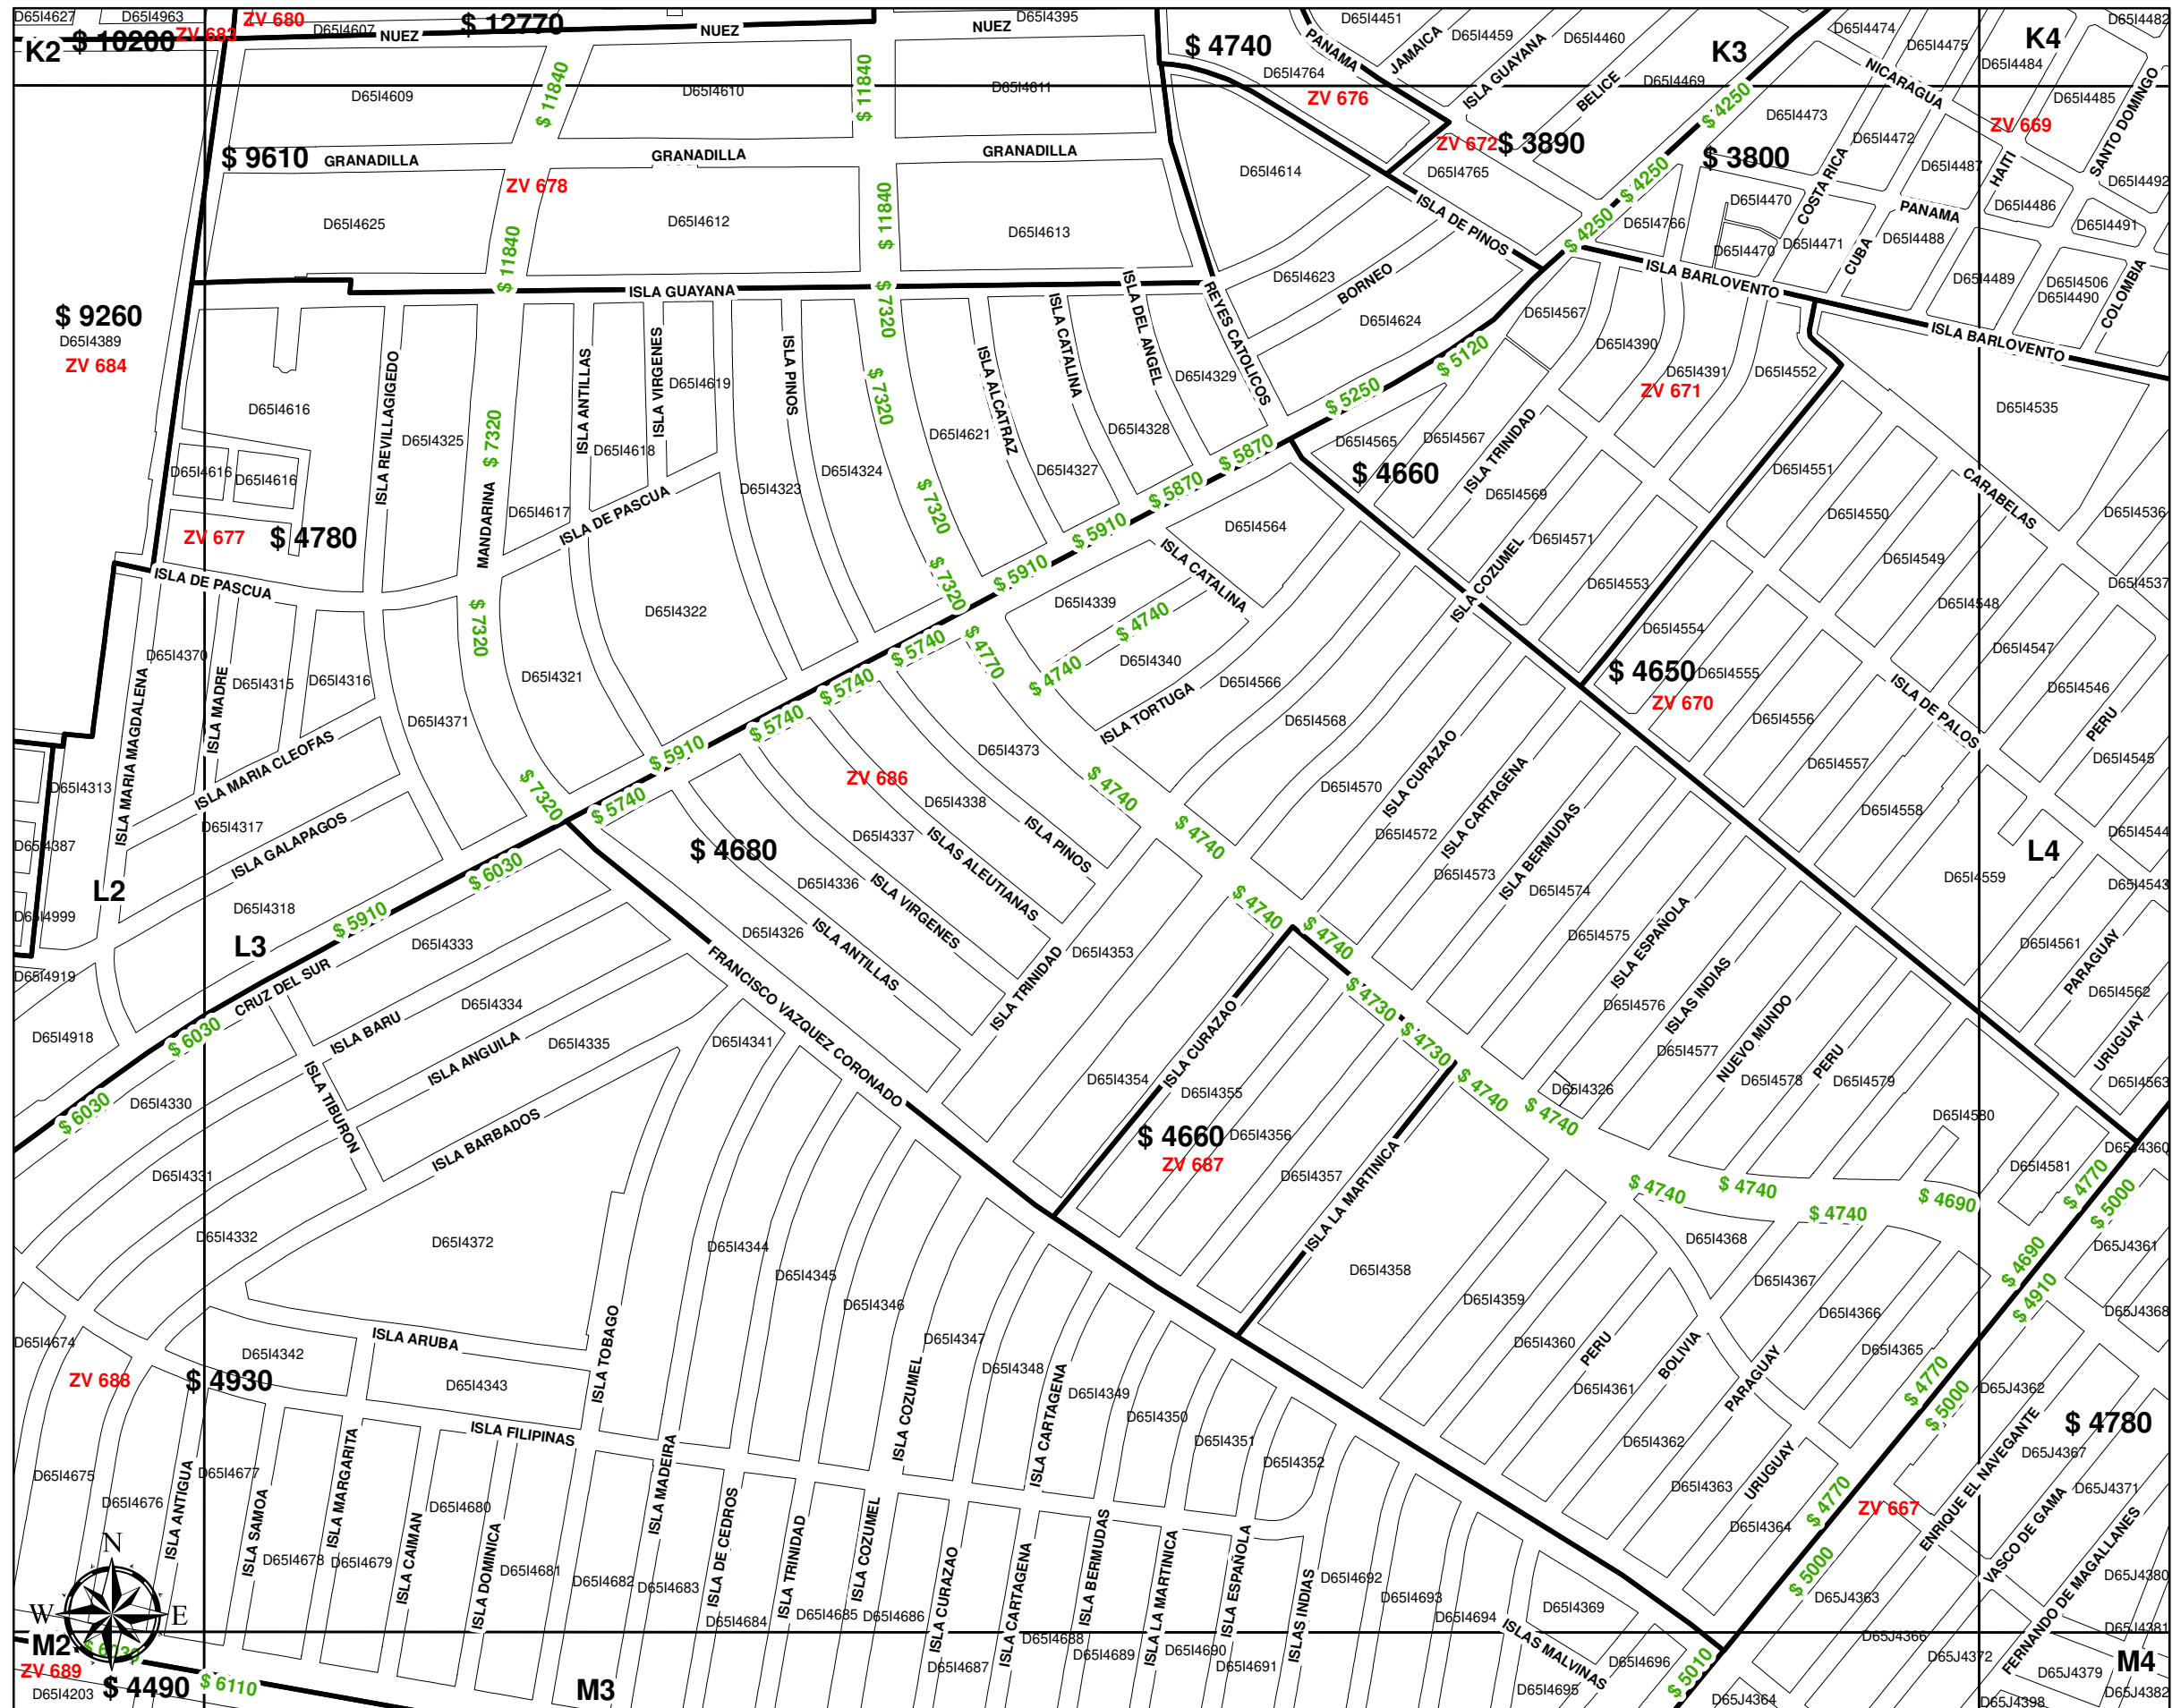 D65I4627
D65I4963
ZV 680
D65I4607
$ 12770
D65I4395
D65I4451
D65I4474
D65I4482
K2
$ 10200
ZV 683
NUEZ
NUEZ
NUEZ
$ 4740
PANAMA
JAMAICA
D65I4459
ISLA GUAYANA
D65I4460
K3
D65I4475
K4
D65I4484
D65I4764
D65I4469
BELICE
NICARAGUA
D65I4609
$ 11840
D65I4610
$ 11840
D65I4611
ZV 676
$ 4250
D65I4473
D65I4485
SANTO DOMINGO
ZV 669
$ 9610
GRANADILLA
GRANADILLA
GRANADILLA
ZV 672
$ 3890
$ 3800
D65I4472
COSTA RICA
D65I4487
HAITI
D65I4614
D65I4765
$ 4250
D65I4492
ZV 678
D65I4470
PANAMA
D65I4486
D65I4625
D65I4612
$ 11840
D65I4613
ISLA DE PINOS
$ 4250
D65I4766
D65I4491
$ 11840
D65I4470
D65I4471
CUBA
D65I4488
D65I4623
BORNEO
ISLA BARLOVENTO
D65I4489
D65I4506
D65I4490
COLOMBIA
ISLA GUAYANA
$ 7320
ISLA CATALINA
ISLA DEL ANGEL
REYES CATOLICOS
$ 9260
D65I4389
ZV 684
D65I4624
D65I4567
ISLA BARLOVENTO
ISLA REVILLAGIGEDO
ISLA ANTILLAS
ISLA VIRGENES
ISLA PINOS
ISLA ALCATRAZ
$ 5120
D65I4390
D65I4391
D65I4552
D65I4619
$ 7320
D65I4329
$ 5250
ZV 671
D65I4616
D65I4535
D65I4325
$ 7320
D65I4618
D65I4621
D65I4328
D65I4565
D65I4567
ISLA TRINIDAD
D65I4616
D65I4616
D65I4324
D65I4327
$ 5870
$ 4660
D65I4551
CARABELAS
D65I4323
$ 7320
$ 5870
D65I4569
MANDARINA
D65I4617
ISLA DE PASCUA
D65I4550
D65I4536
ZV 677
$ 4780
$ 5910
D65I4564
D65I4571
D65I4549
ISLA DE PASCUA
$ 7320
$ 5910
ISLA CATALINA
ISLA COZUMEL
D65I4553
D65I4537
$ 7320
D65I4322
D65I4339
D65I4548
$ 4740
D65I4554
D65I4370
$ 5740
$ 4770
D65I4547
ISLA MARIA MAGDALENA
ISLA MADRE
D65I4315
D65I4316
D65I4321
$ 5740
$ 4740
D65I4340
D65I4566
$ 4650
D65I4555
ZV 670
D65I4546
D65I4371
$ 5740
ISLA TORTUGA
D65I4568
D65I4556
ISLA DE PALOS
PERU
ISLA MARIA CLEOFAS
$ 5910
D65I4373
D65I4545
D65I4313
$ 7320
ZV 686
$ 4740
D65I4570
ISLA CURAZAO
ISLA CARTAGENA
D65I4557
D65I4317
$ 5740
D65I4338
D65I4558
D65I4387
ISLA GALAPAGOS
$ 4680
D65I4337
ISLAS ALEUTIANAS
ISLA PINOS
$ 4740
D65I4572
ISLA BERMUDAS
D65I4544
L4
$ 6030
L2
D65I4336
ISLA VIRGENES
$ 4740
D65I4573
D65I4574
D65I4559
D65I4543
D65I4999
D65I4318
$ 5910
D65I4326
ISLA ANTILLAS
$ 4740
D65I4575
ISLA ESPAÑOLA
L3
D65I4333
D65I4353
D65I4561
D65I4919
CRUZ DEL SUR
FRANCISCO VAZQUEZ CORONADO
ISLA TRINIDAD
$ 4730
PARAGUAY
D65I4334
D65I4576
ISLAS INDIAS
D65I4562
D65I4918
$ 6030
ISLA BARU
ISLA ANGUILA
D65I4335
D65I4341
ISLA CURAZAO
$ 4730
D65I4577
NUEVO MUNDO
PERU
URUGUAY
D65I4354
D65I4355
$ 4740
D65I4326
D65I4578
D65I4579
D65I4563
$ 6030
D65I4330
ISLA TIBURON
ISLA BARBADOS
$ 4740
D65I4580
$ 4660
D65I4356
ZV 687
D65I4360
D65I4331
D65I4357
ISLA LA MARTINICA
D65I4581
$ 4770
$ 4740
$ 4740
$ 4690
$ 5000
D65I4332
D65I4372
D65I4344
$ 4740
D65I4368
D65J4361
D65I4345
D65I4358
D65I4367
$ 4690
D65I4346
D65I4359
D65I4366
$ 4910
D65J4368
D65I4674
ISLA ARUBA
ISLA TOBAGO
D65I4347
D65I4360
PERU
BOLIVIA
D65I4365
D65I4342
D65I4348
ZV 688
$ 4930
D65I4343
D65I4349
D65I4361
PARAGUAY
$ 4770
D65J4362
ISLA COZUMEL
ISLA CARTAGENA
D65I4350
$ 5000
$ 4780
ISLA FILIPINAS
D65I4351
D65I4362
D65J4367
D65I4675
D65I4677
D65I4352
D65I4363
URUGUAY
ENRIQUE EL NAVEGANTE
D65J4371
D65I4676
ISLA ANTIGUA
ISLA MARGARITA
D65I4680
ISLA MADEIRA
ISLA DE CEDROS
D65I4364
$ 4770
ZV 667
VASCO DE GAMA
N
ISLA SAMOA
D65I4678
D65I4679
ISLA CAIMAN
ISLA DOMINICA
D65I4681
D65I4682
D65I4683
ISLA TRINIDAD
ISLA COZUMEL
ISLA CURAZAO
ISLA CARTAGENA
ISLA BERMUDAS
ISLA LA MARTINICA
ISLA ESPAÑOLA
ISLAS INDIAS
D65I4692
D65I4693
$ 5000
D65J4363
FERNANDO DE MAGALLANES
D65J4380
W
E
D65I4684
D65I4685
D65I4686
D65I4694
D65I4369
D65J4381
M2
$ 6030
D65I4688
D65I4689
D65I4690
ISLAS MALVINAS
D65J4366
ZV 689
D65I4687
D65I4691
D65I4696
$ 5010
D65J4372
D65J4379
M4
D65I4203
$ 4490
$ 6110
M3
D65I4695
D65J4364
D65J4398
D65J4382